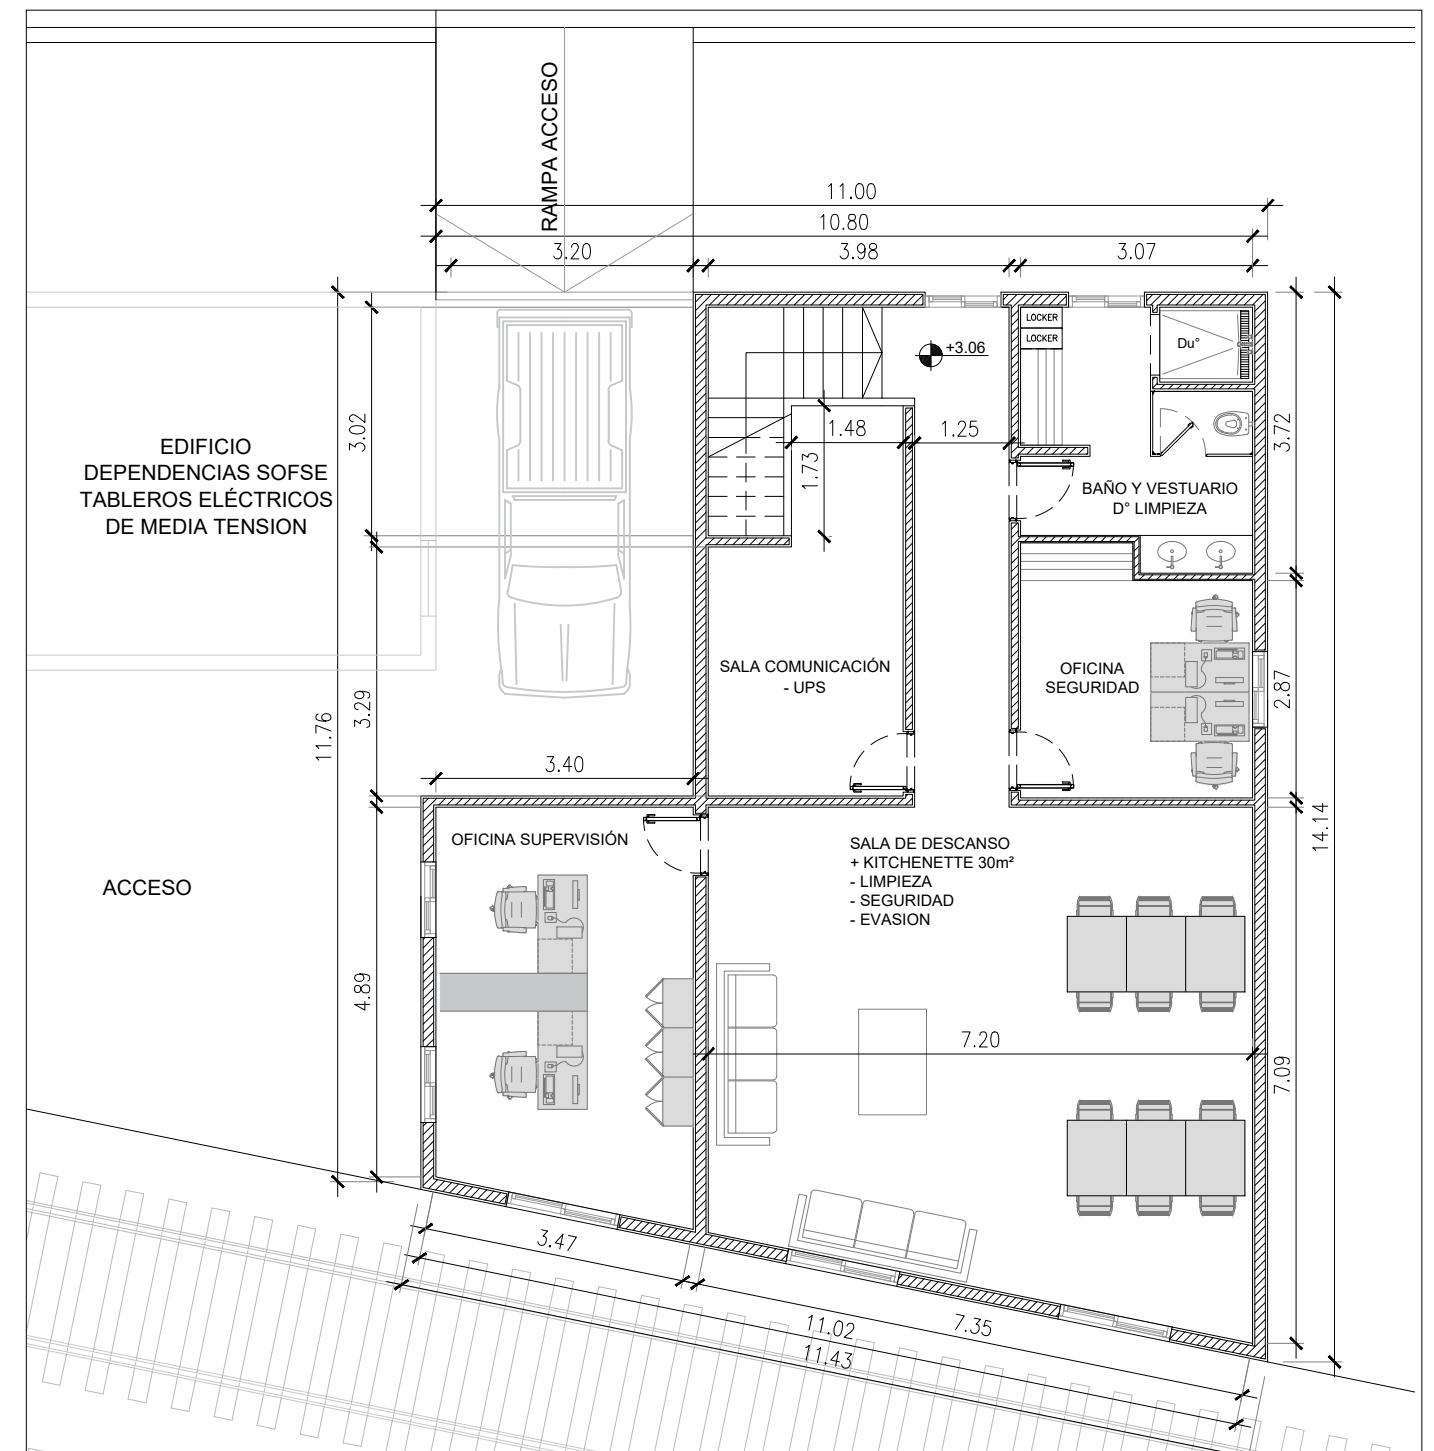 RAMPA ACCESO
11.00
10.80
3.20
3.98
3.07
LOCKER
LOCKER
Du°
+3.06
3.02
1.48
1.25
1.73
3.72
EDIFICIO
DEPENDENCIAS SOFSE
TABLEROS ELÉCTRICOS
DE MEDIA TENSION
BAÑO Y VESTUARIO
D° LIMPIEZA
SALA COMUNICACIÓN
- UPS
OFICINA
SEGURIDAD
2.87
3.29
11.76
3.40
14.14
OFICINA SUPERVISIÓN
SALA DE DESCANSO
+ KITCHENETTE 30m²
- LIMPIEZA
- SEGURIDAD
- EVASION
ACCESO
4.89
7.20
7.09
3.47
7.35
11.02
11.43